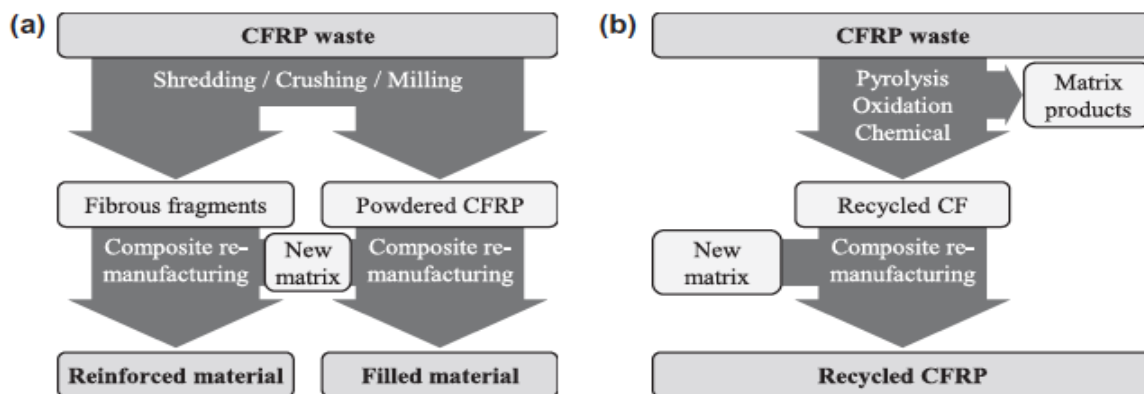 (a)
CFRP waste
Shredding / Crushing / Milling
Fibrous fragments
Powdered CFRP
Composite re-
manufacturing
New
matrix
Composite re-
manufacturing
Reinforced material
Filled material
(b)
CFRP waste
Pyrolysis
Oxidation
Chemical
Matrix
products
Recycled CF
New
matrix
Composite re-
manufacturing
Recycled CFRP